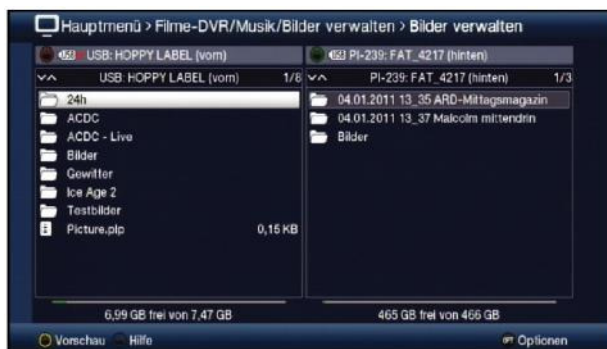 Hauptmenü > Filme-DVR/Musik/Bilder verwalten > Bilder verwalten
USB USB: HOPPY LABEL (vorn)
USB PI-239: FAT_4217 (hinten)
USB: HOPPY LABEL (vorn) 1/8
PI-239: FAT_4217 (hinten) 1/3
24h
ACDC
ACDC - Live
Bilder
Gewitter
Ice Age 2
Testbilder
Picture.plp 0,15 KB
04.01.2011 13_35 ARD-Mittagsmagazin
04.01.2011 13_37 Malcolm mittendrin
Bilder
6,99 GB frei von 7,47 GB
465 GB frei von 466 GB
Vorschau Hilfe
OPT Optionen